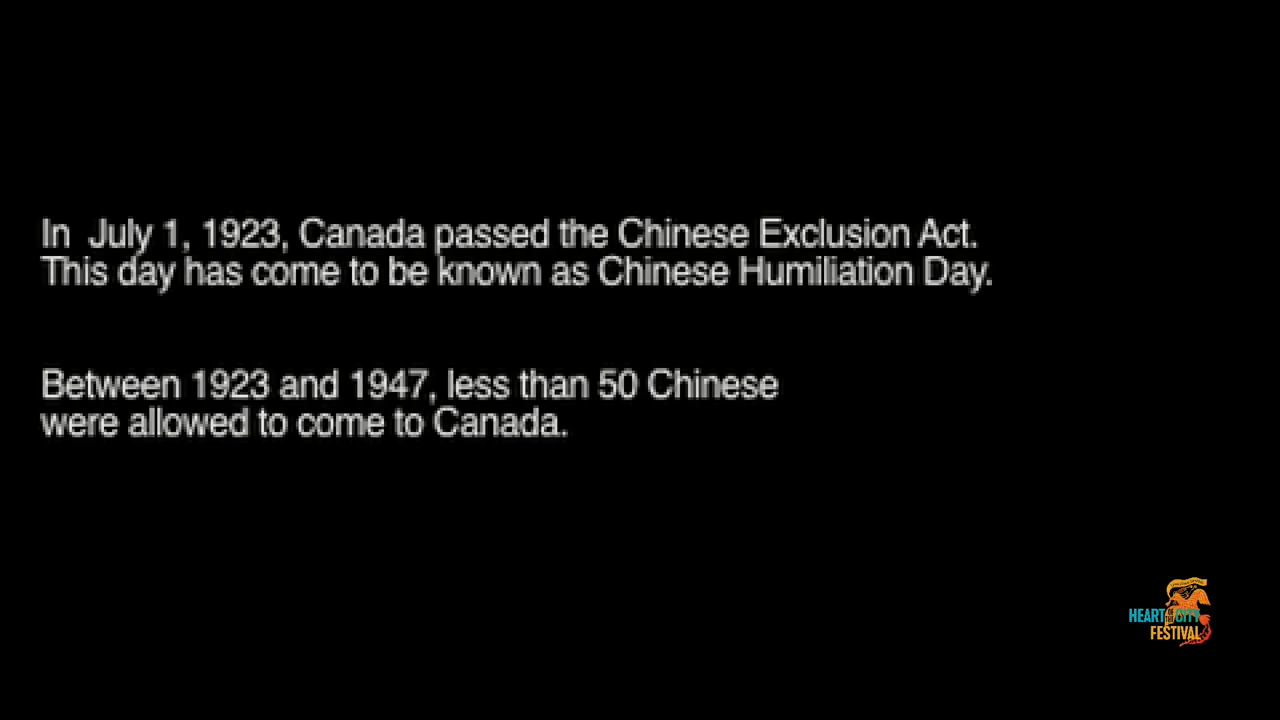 In  July 1, 1923, Canada passed the Chinese Exclusion Act.
This day has come to be known as Chinese Humiliation Day.
Between 1923 and 1947, less than 50 Chinese
were allowed to come to Canada.
HEART OF THE CITY
FESTIVAL